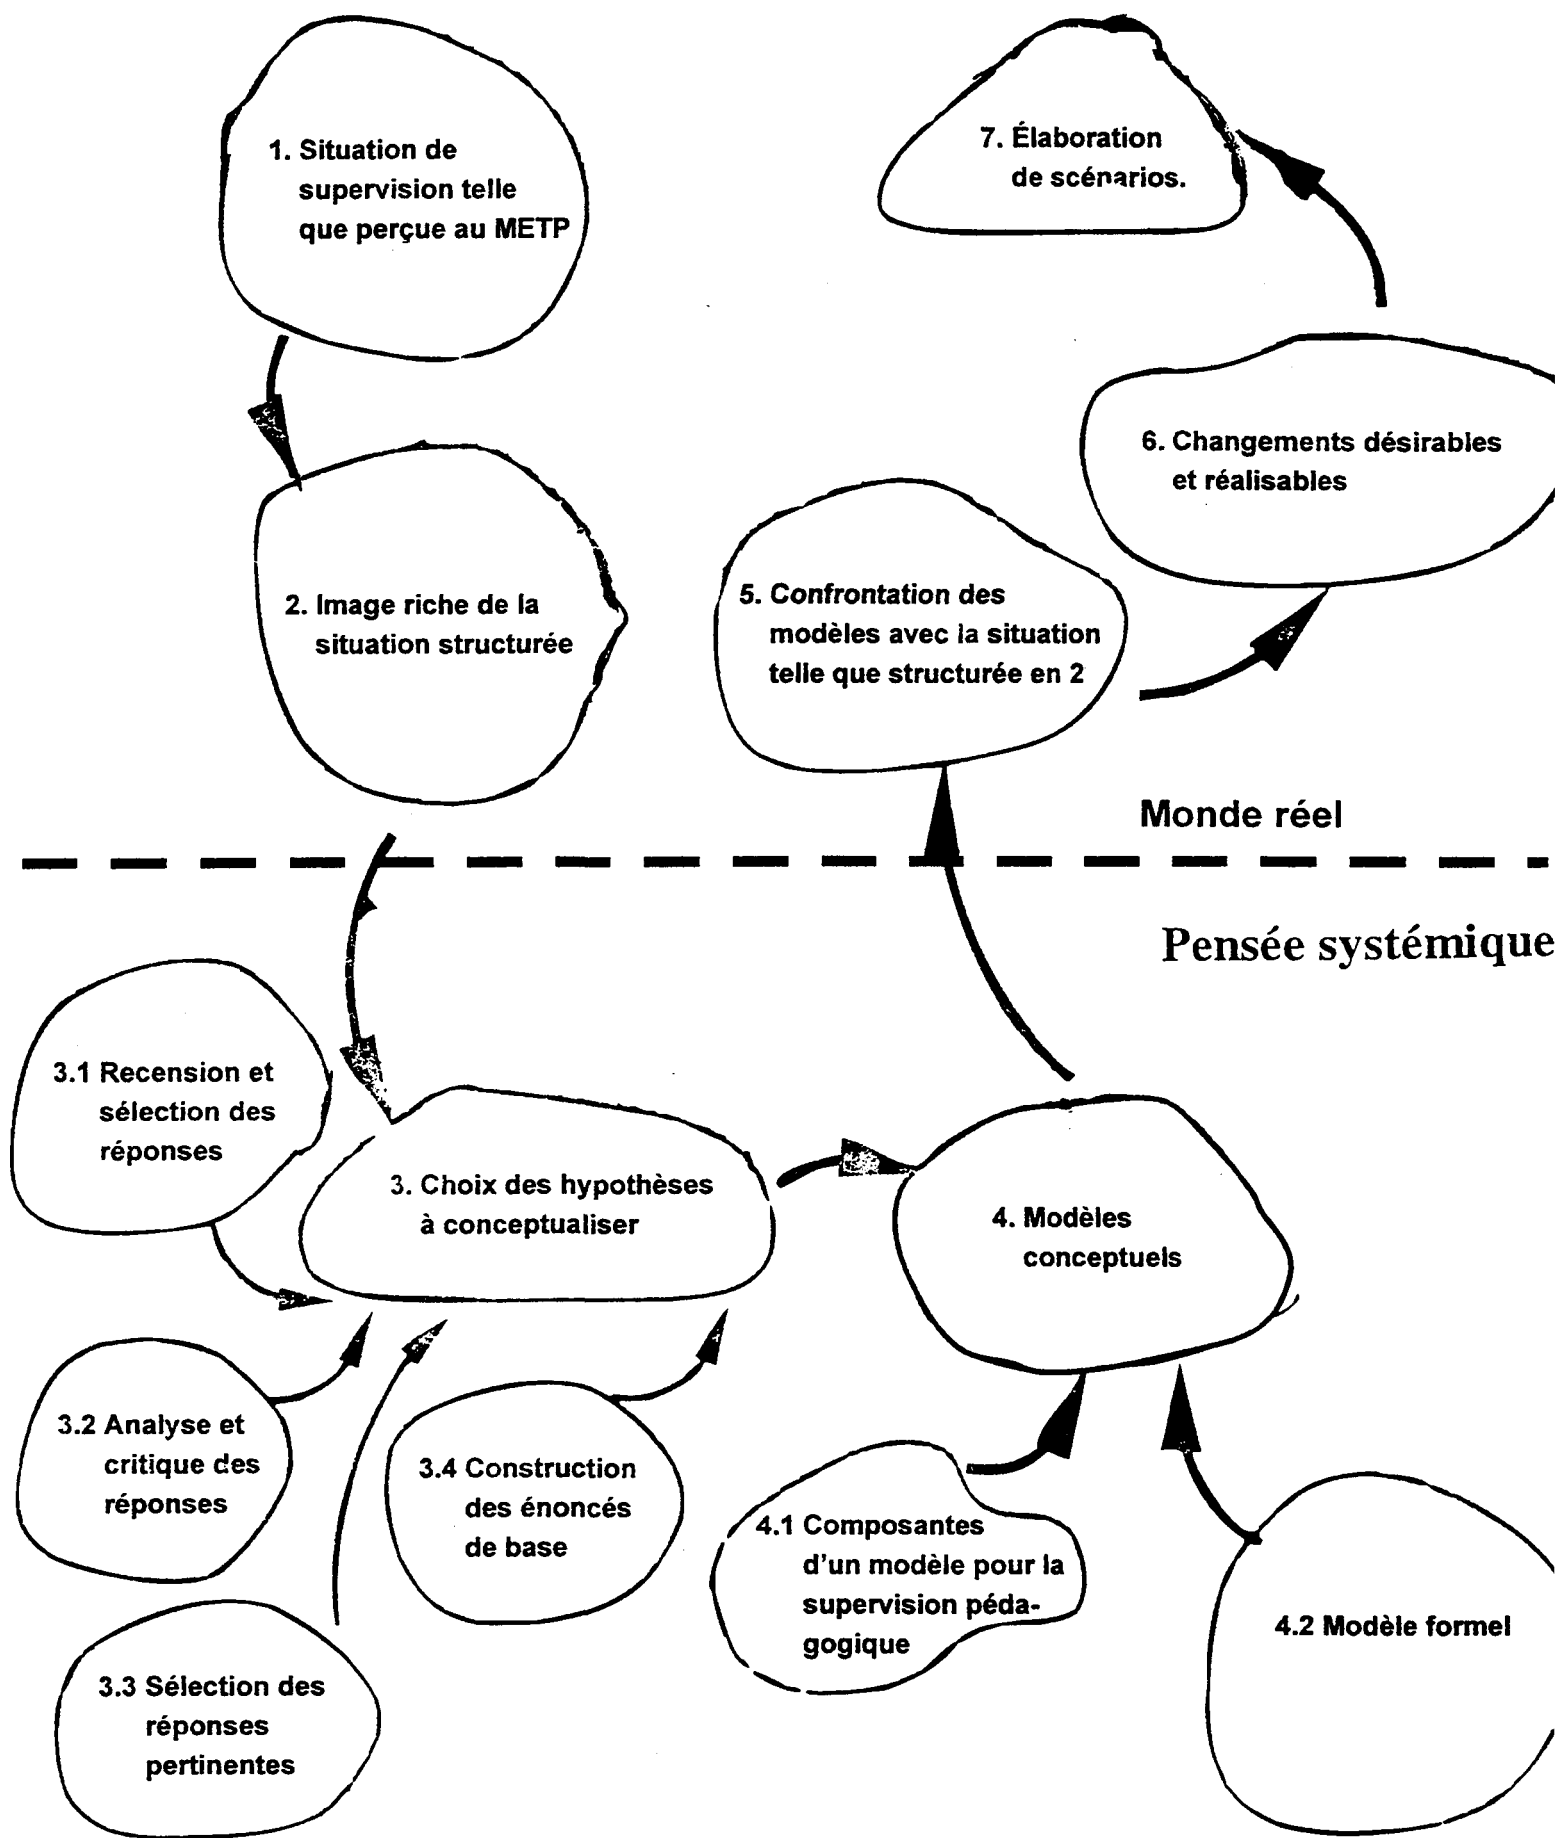 1. Situation de
supervision telle
que perçue au METP
7. Élaboration
de scénarios.
6. Changements désirables
et réalisables
2. Image riche de la
situation structurée
5. Confrontation des
modèles avec la situation
telle que structurée en 2
Monde réel
Pensée systémique
3.1 Recension et
sélection des
réponses
3. Choix des hypothèses
à conceptualiser
4. Modèles
conceptuels
3.2 Analyse et
critique des
réponses
3.4 Construction
des énoncés
de base
4.1 Composantes
d'un modèle pour la
supervision péda-
gogique
4.2 Modèle formel
3.3 Sélection des
réponses
pertinentes